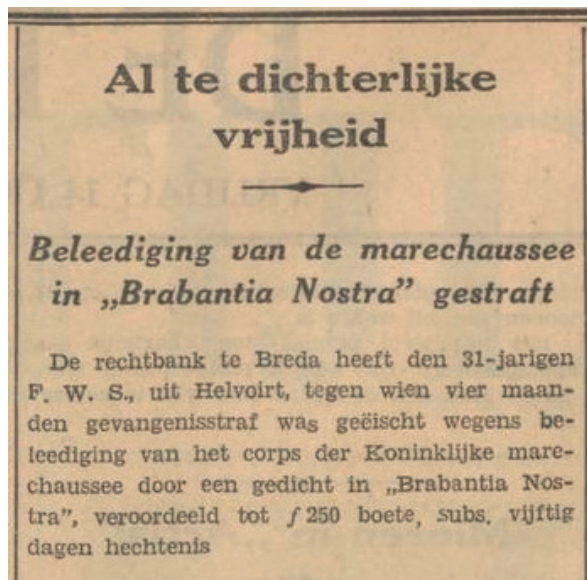 Al te dichterlijke
vrijheid
Beleediging van de marechaussee
in „Brabantia Nostra” gestraft
De rechtbank te Breda heeft den 31-jarigen
F. W. S., uit Helvoirt, tegen wien vier maan-
den gevangenisstraf was geëischt wegens be-
leediging van het corps der Koninklijke mare-
chaussee door een gedicht in „Brabantia Nos-
tra”, veroordeeld tot ƒ 250 boete, subs. vijftig
dagen hechtenis